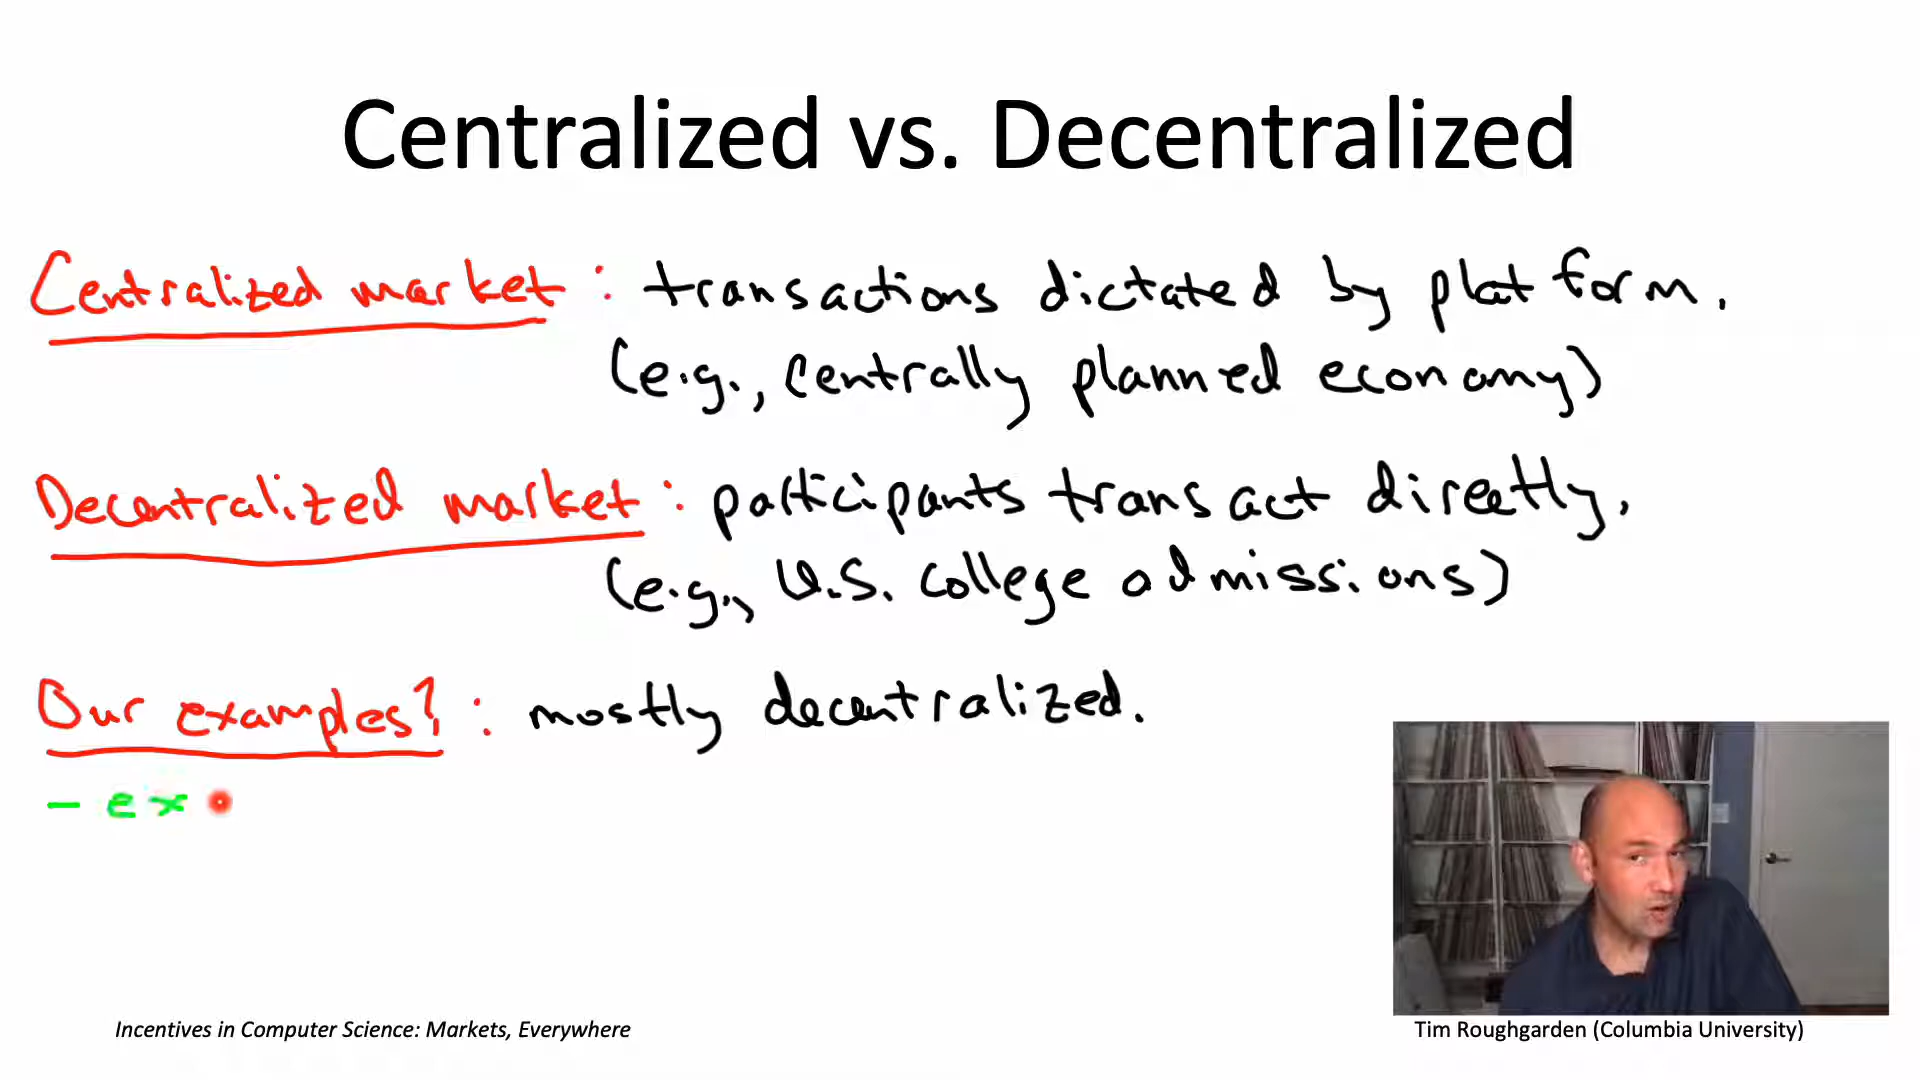 Centralized vs. Decentralized
Centralized market: transactions dictated by platform.
(e.g., centrally planned economy)
Decentralized market: participants transact directly.
(e.g., U.S. college admissions)
Our examples?: mostly decentralized.
- ex
Incentives in Computer Science: Markets, Everywhere
Tim Roughgarden (Columbia University)